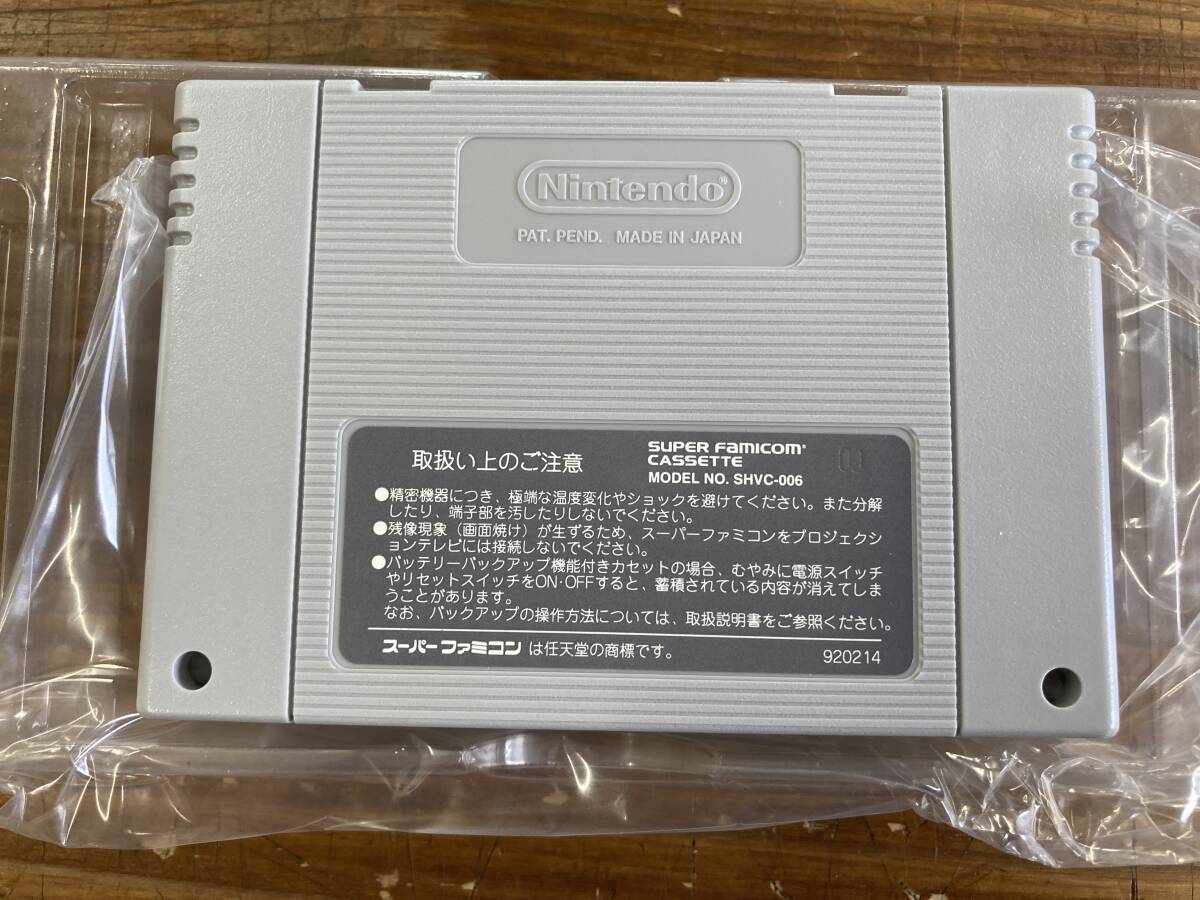 Nintendo®
PAT. PEND. MADE IN JAPAN
取扱い上のご注意
SUPER FAMICOM®
CASSETTE
MODEL NO. SHVC-006
●精密機器につき、極端な温度変化やショックを避けてください。また分解
したり、端子部を汚したりしないでください。
●残像現象（画面焼け）が生ずるため、スーパーファミコンをプロジェクシ
ョンテレビには接続しないでください。
●バッテリーバックアップ機能付きカセットの場合、むやみに電源スイッチ
やリセットスイッチをON·OFFすると、蓄積されている内容が消えてしま
うことがあります。
なお、バックアップの操作方法については、取扱説明書をご参照ください。
スーパーファミコン は任天堂の商標です。
920214